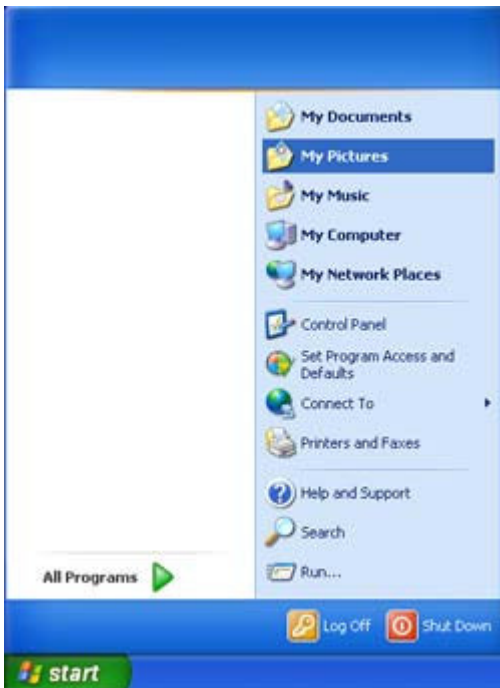 My Documents
My Pictures
My Music
My Computer
My Network Places
Control Panel
Set Program Access and
Defaults
Connect To
Printers and Faxes
Help and Support
Search
Run...
All Programs
Log Off Shut Down
start